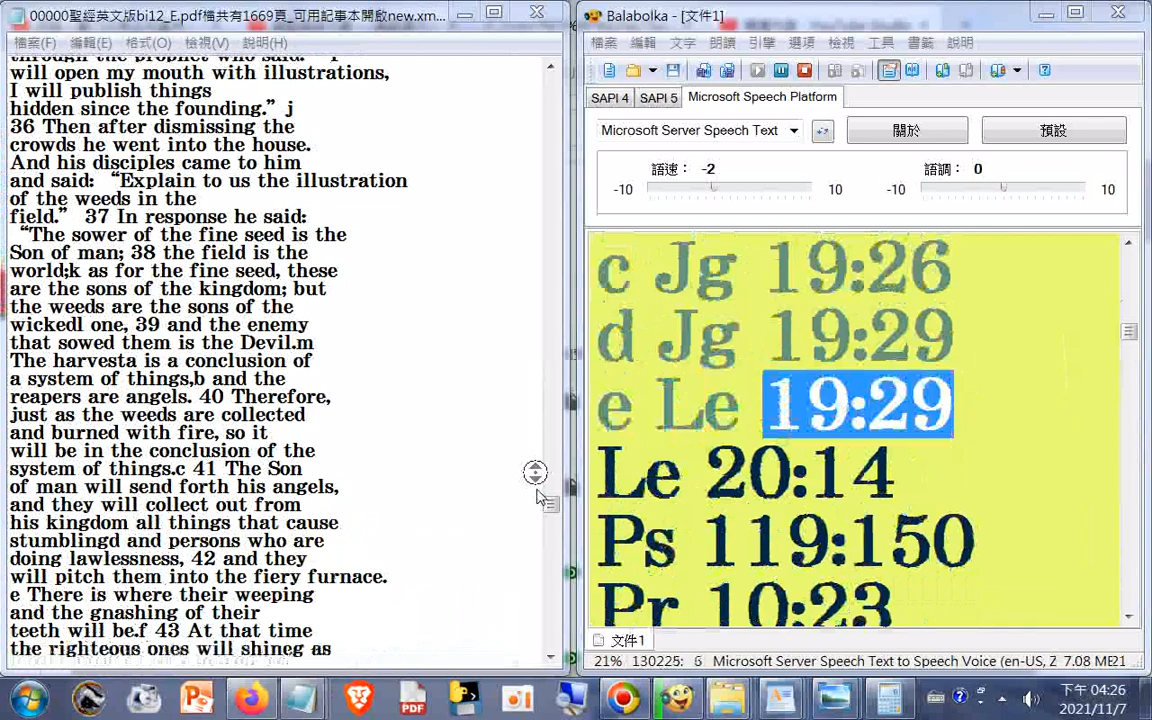 00000聖經英文版bi12_E.pdf檔共有1669頁_可用記事本開啟new.xm...
檔案(F) 編輯(E) 格式(O) 檢視(V) 說明(H)
through the prophet who said: “I
will open my mouth with illustrations,
I will publish things
hidden since the founding.” j
36 Then after dismissing the
crowds he went into the house.
And his disciples came to him
and said: “Explain to us the illustration
of the weeds in the
field.” 37 In response he said:
“The sower of the fine seed is the
Son of man; 38 the field is the
world;k as for the fine seed, these
are the sons of the kingdom; but
the weeds are the sons of the
wickedl one, 39 and the enemy
that sowed them is the Devil.m
The harvesta is a conclusion of
a system of things,b and the
reapers are angels. 40 Therefore,
just as the weeds are collected
and burned with fire, so it
will be in the conclusion of the
system of things.c 41 The Son
of man will send forth his angels,
and they will collect out from
his kingdom all things that cause
stumblingd and persons who are
doing lawlessness, 42 and they
will pitch them into the fiery furnace.
e There is where their weeping
and the gnashing of their
teeth will be.f 43 At that time
the righteous ones will shineg as
Balabolka - [文件1]
檔案 編輯 文字 朗讀 引擎 選項 檢視 工具 書籤 說明
SAPI 4 SAPI 5 Microsoft Speech Platform
Microsoft Server Speech Text 關於 預設
語速： -2 語調： 0
-10 10 -10 10
c Jg 19:26
d Jg 19:29
e Le 19:29
Le 20:14
Ps 119:150
Pr 10:23
文件1
21% 130225: 6 Microsoft Server Speech Text to Speech Voice (en-US, Z 7.08 ME21
PDF
下午 04:26
2021/11/7